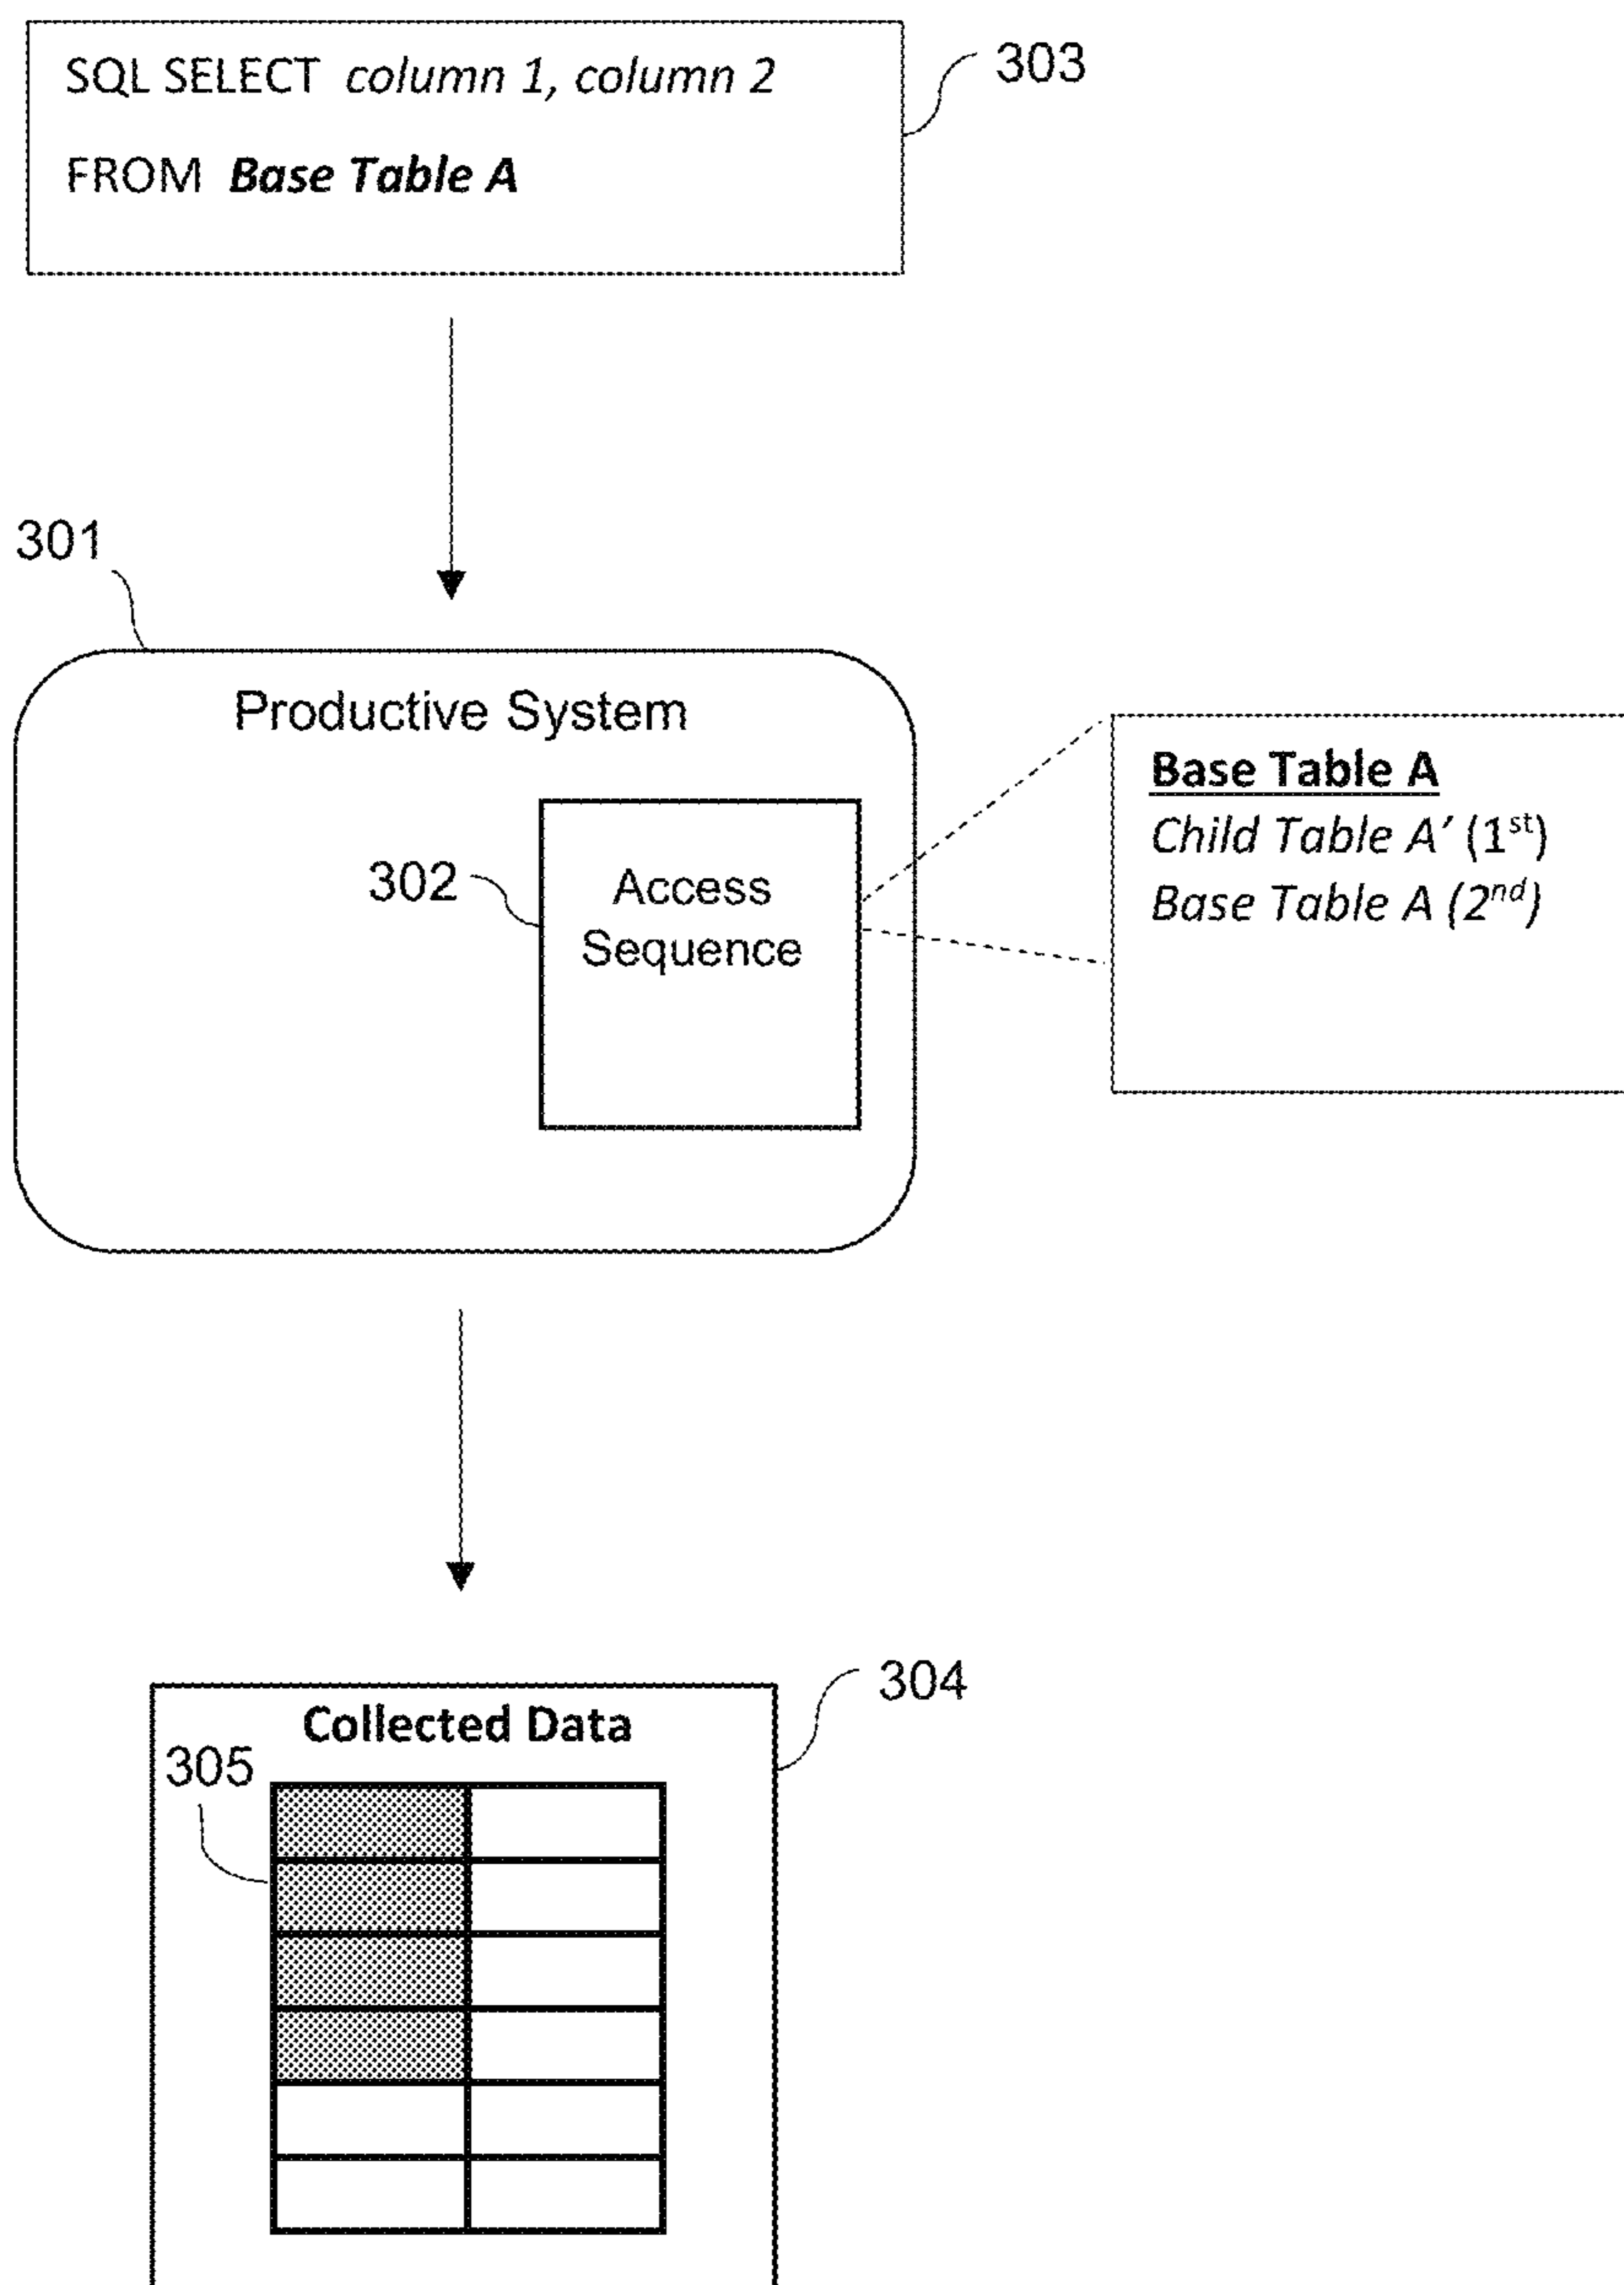 SQL SELECT column 1, column 2
303
FROM Base Table A
301
Productive System
Base Table A
Child Table A’ (1st)
302
Access
Base Table A (2nd)
Sequence
304
Collected Data
305